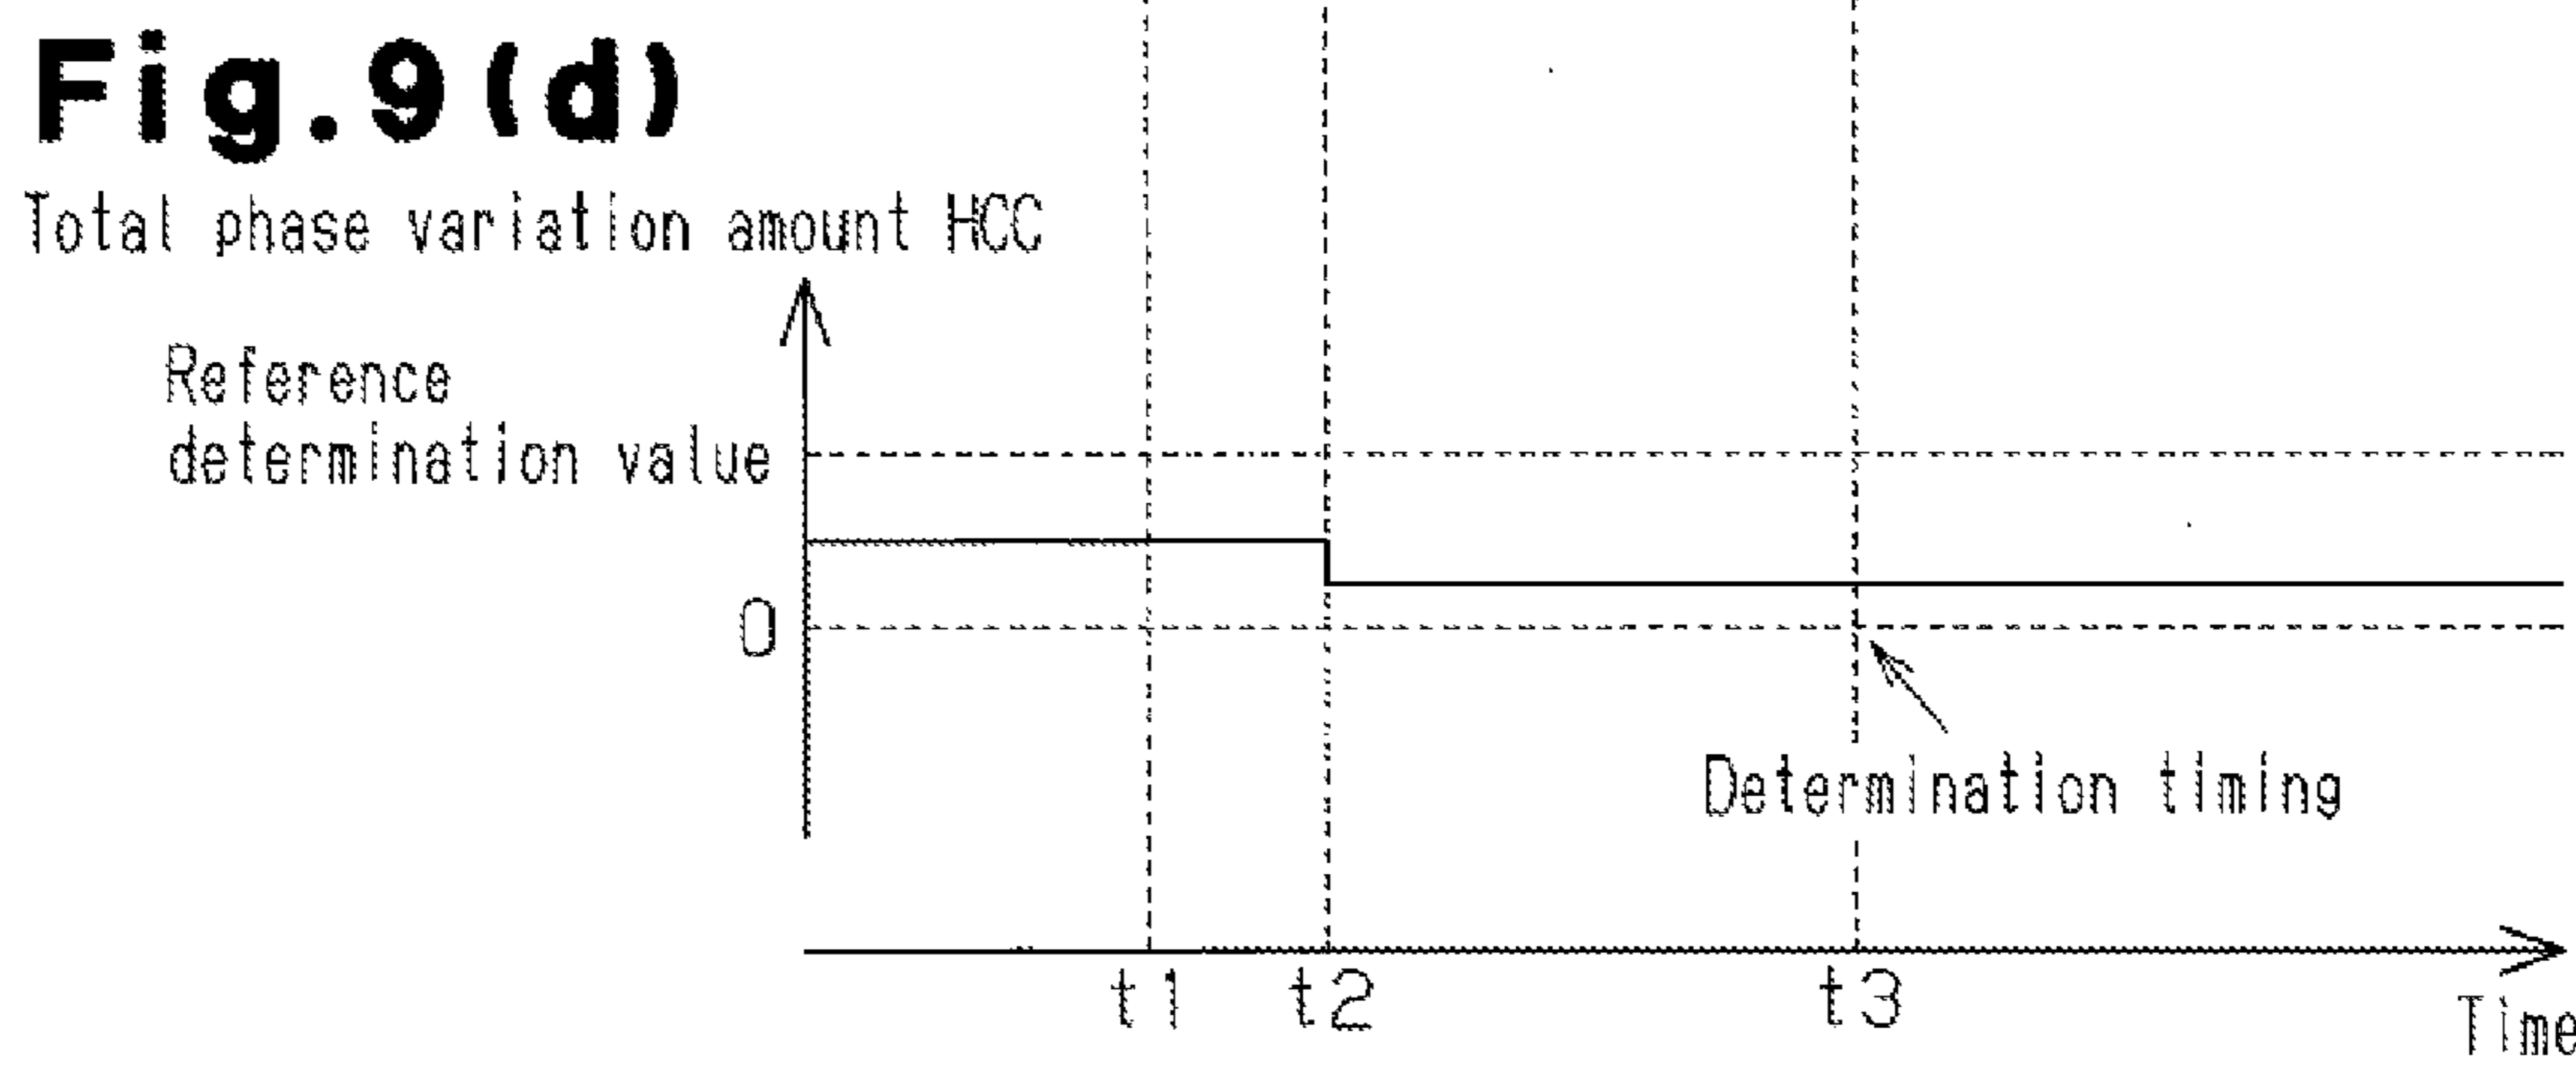 Fig.9(d)
Total phase variation amount HCC
Reference
determination value
0
Determination timing
t1 t2 t3
Time